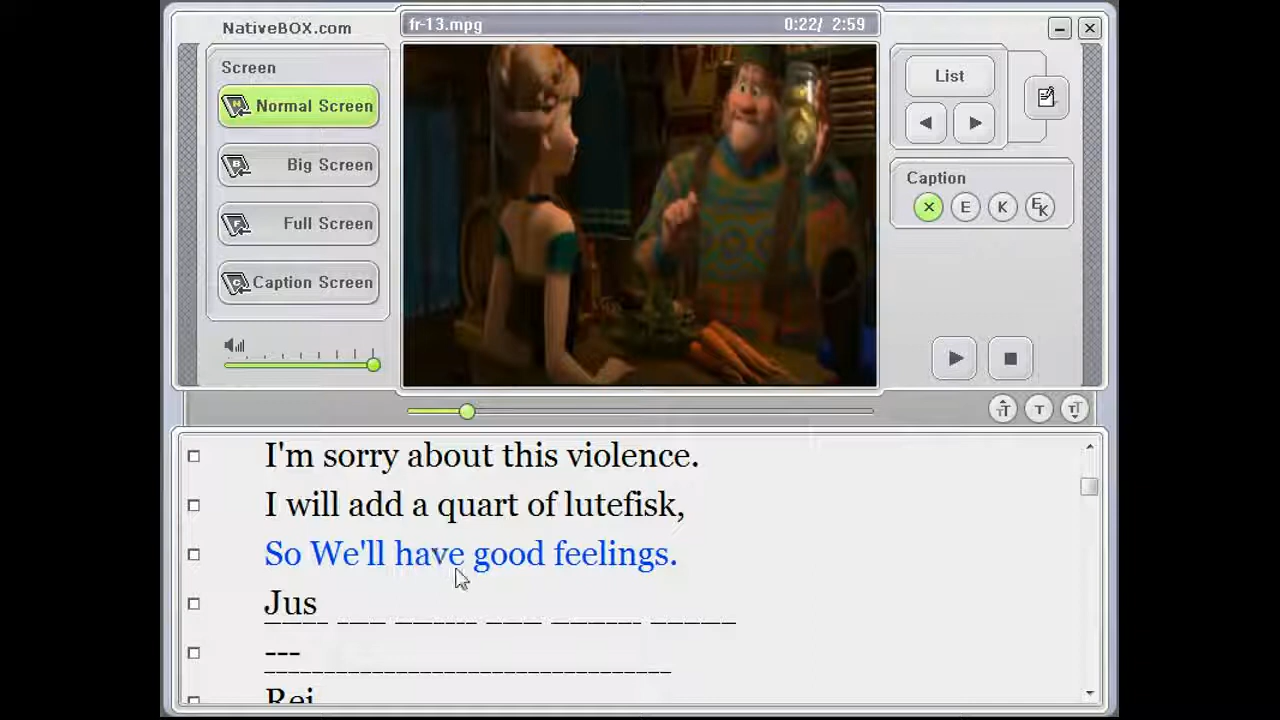 NativeBOX.com
fr-13.mpg 0:22/ 2:59
Screen
Normal Screen
Big Screen
Full Screen
Caption Screen
List
Caption
X E K EK
T T T
I'm sorry about this violence.
I will add a quart of lutefisk,
So We'll have good feelings.
Jus
---
Rei